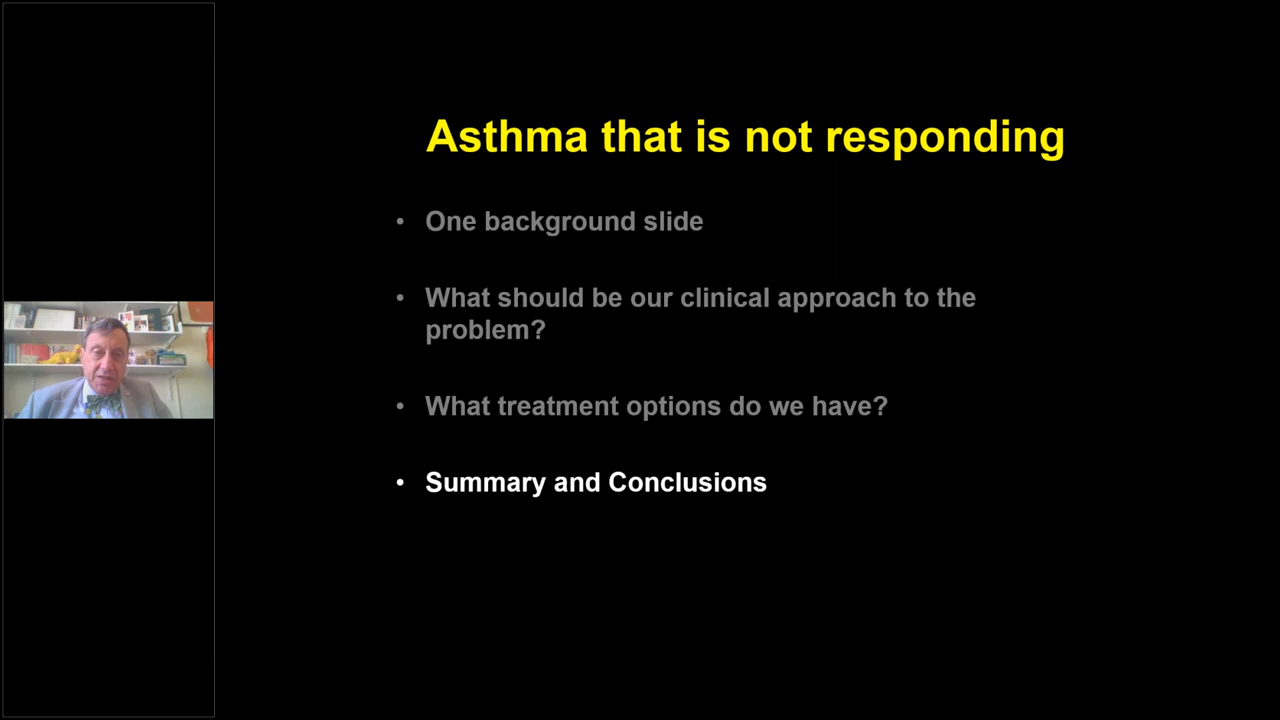 Asthma that is not responding
• One background slide
• What should be our clinical approach to the
problem?
• What treatment options do we have?
• Summary and Conclusions